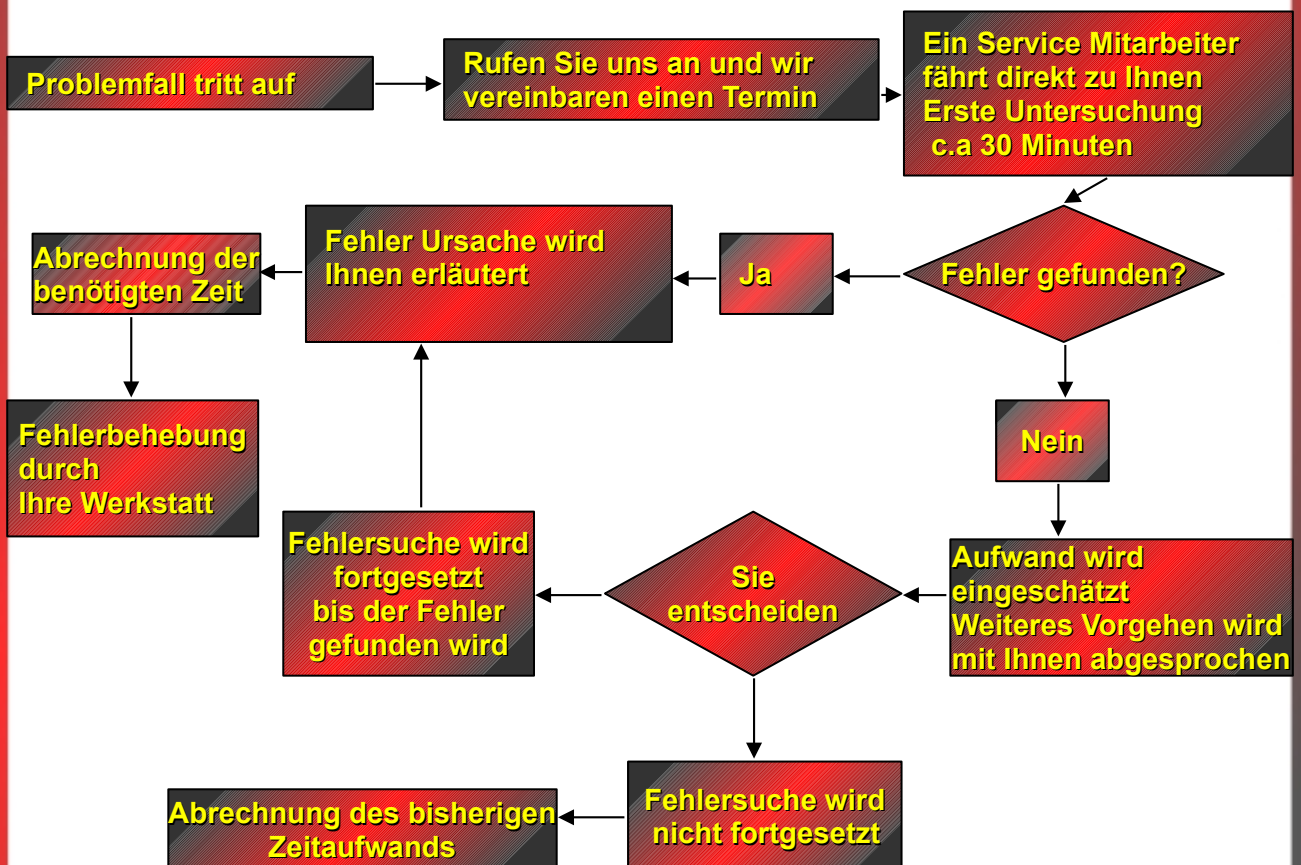 Problemfall tritt auf
Rufen Sie uns an und wir
vereinbaren einen Termin
Ein Service Mitarbeiter
fährt direkt zu Ihnen
Erste Untersuchung
c.a 30 Minuten
Fehler gefunden?
Ja
Fehler Ursache wird
Ihnen erläutert
Abrechnung der
benötigten Zeit
Fehlerbehebung
durch
Ihre Werkstatt
Nein
Aufwand wird
eingeschätzt
Weiteres Vorgehen wird
mit Ihnen abgesprochen
Sie
entscheiden
Fehlersuche wird
fortgesetzt
bis der Fehler
gefunden wird
Fehlersuche wird
nicht fortgesetzt
Abrechnung des bisherigen
Zeitaufwands